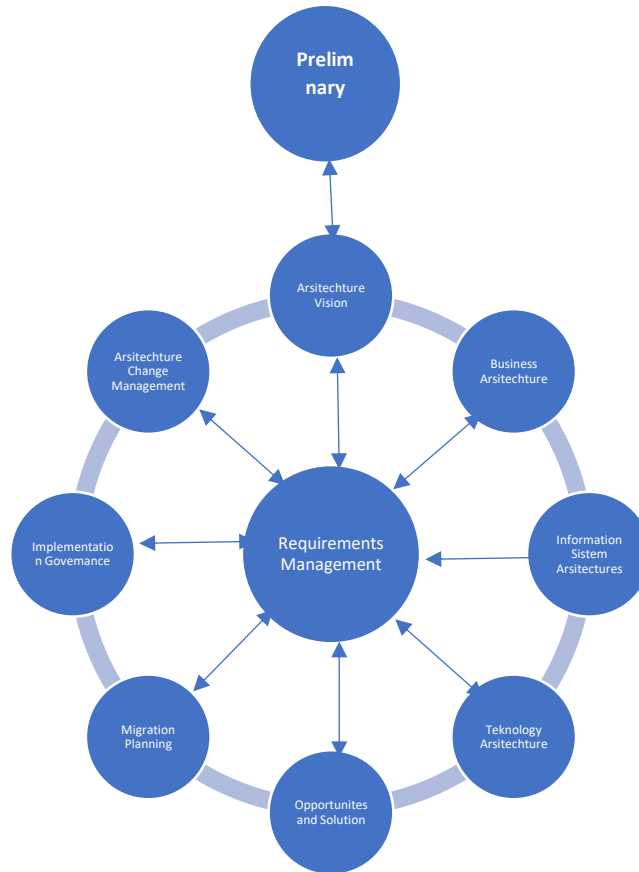 Prelim
nary
Arsitechture
Vision
Business
Arsitechture
Information
Sistem
Arsitectures
Teknology
Arsitechture
Opportunites
and Solution
Migration
Planning
Implementatio
n Govemance
Arsitechture
Change
Management
Requirements
Management